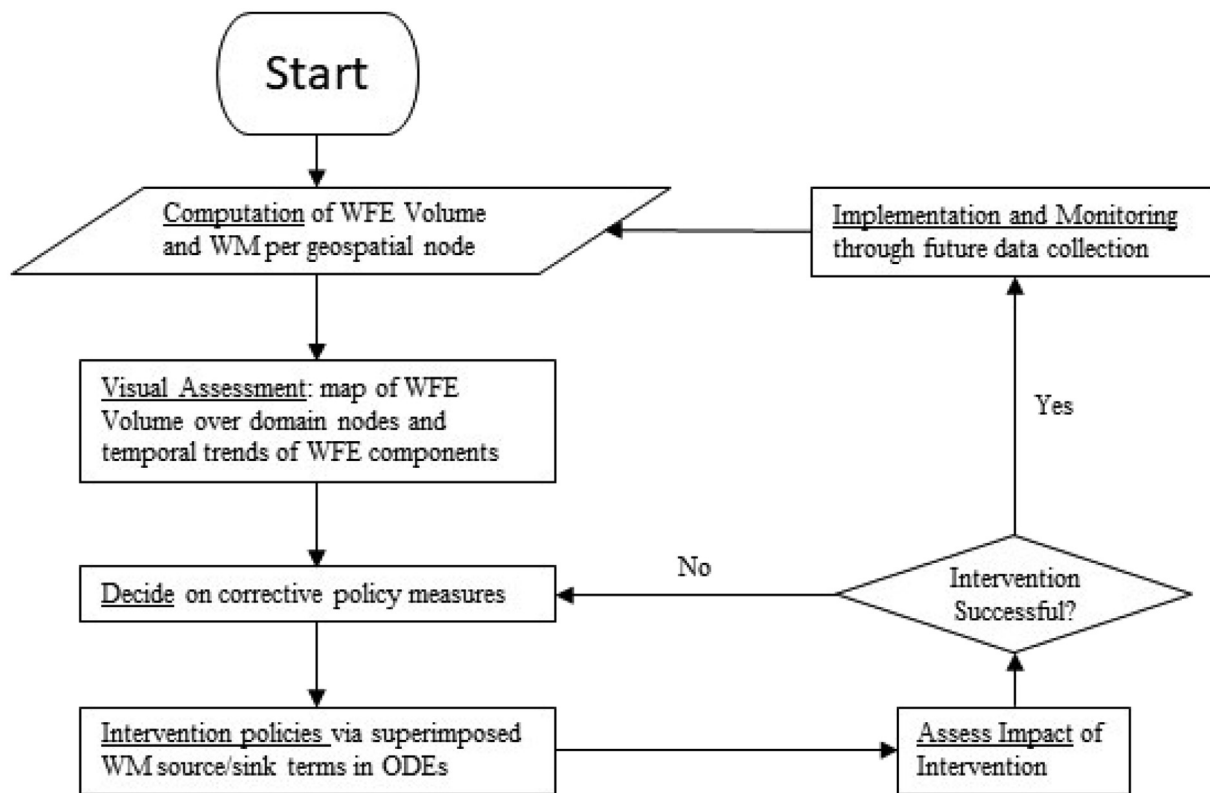 Start
Computation of WFE Volume
and WM per geospatial node
Implementation and Monitoring
through future data collection
Visual Assessment: map of WFE
Volume over domain nodes and
temporal trends of WFE components
Yes
Decide on corrective policy measures
No
Intervention
Successful?
Intervention policies via superimposed
WM source/sink terms in ODEs
Assess Impact of
Intervention